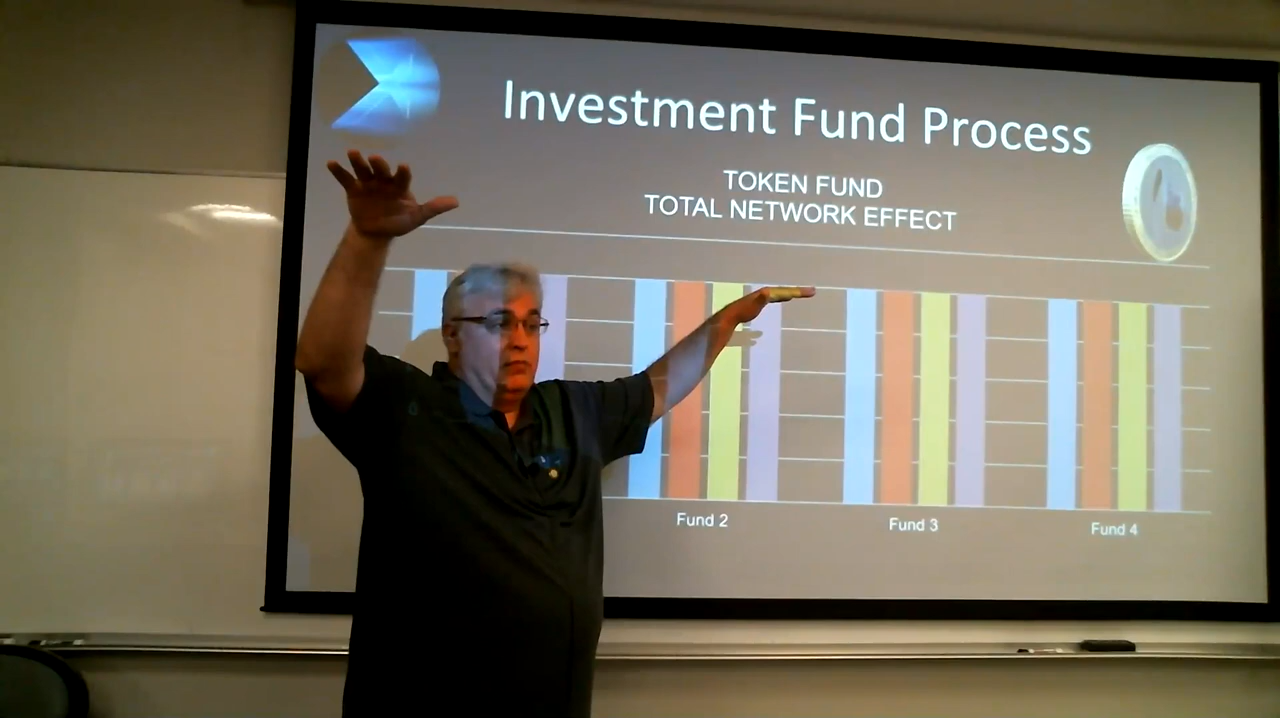 Investment Fund Process
TOKEN FUND
TOTAL NETWORK EFFECT
Fund 2
Fund 3
Fund 4